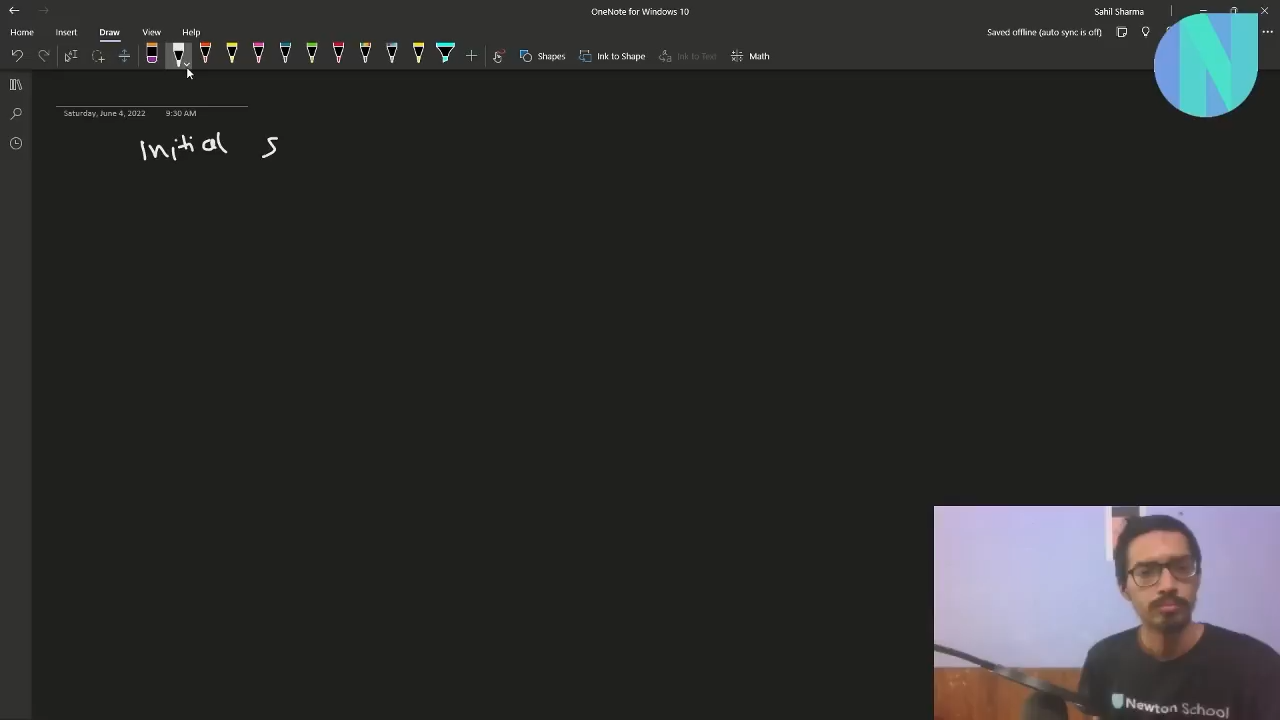 OneNote for Windows 10
Sahil Sharma
Home Insert Draw View Help
Saved offline (auto sync is off)
Shapes Ink to Shape Ink to Text Math
Saturday, June 4, 2022 9:30 AM
Initial S
Newton School